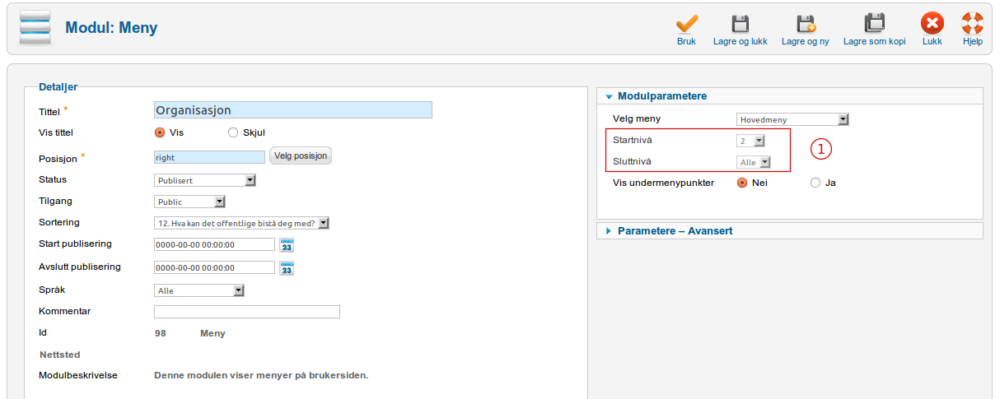 Modul: Meny
Bruk
Lagre og lukk
Lagre og ny
Lagre som kopi
Lukk
Hjelp
Detaljer
Tittel *
Organisasjon
Vis tittel
Vis
Skjul
Posisjon *
right
Velg posisjon
Status
Publisert
Tilgang
Public
Sortering
12. Hva kan det offentlige bistå deg med?
Start publisering
0000-00-00 00:00:00
23
Avslutt publisering
0000-00-00 00:00:00
23
Språk
Alle
Kommentar
Id
98
Meny
Nettsted
Modulbeskrivelse
Denne modulen viser menyer på brukersiden.
Modulparametere
Velg meny
Hovedmeny
Startnivå
2
Sluttnivå
Alle
1
Vis undermenypunkter
Nei
Ja
Parametere – Avansert